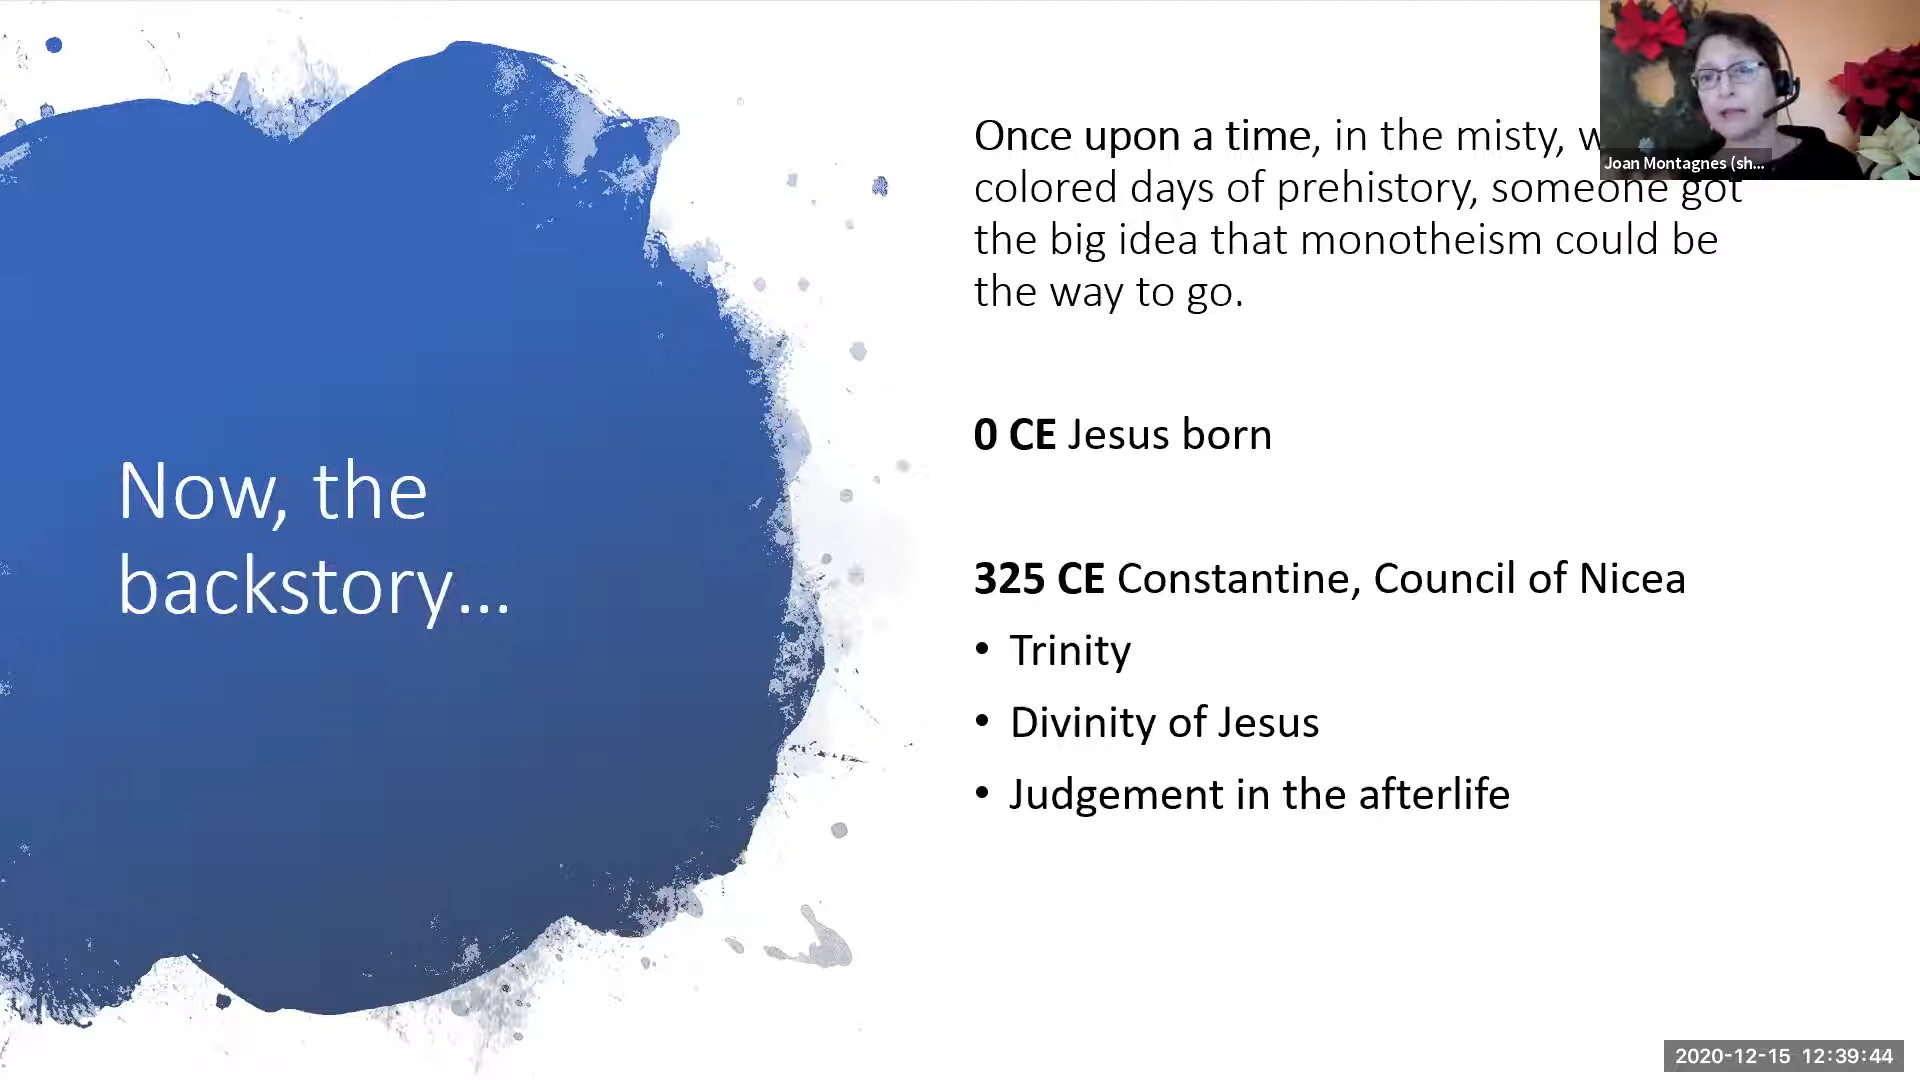 Now, the
backstory...
Once upon a time, in the misty,
colored days of prehistory, someone got
the big idea that monotheism could be
the way to go.
0 CE Jesus born
325 CE Constantine, Council of Nicea
• Trinity
• Divinity of Jesus
• Judgement in the afterlife
Joan Montagnes (sh...
2020-12-15 12:39:44